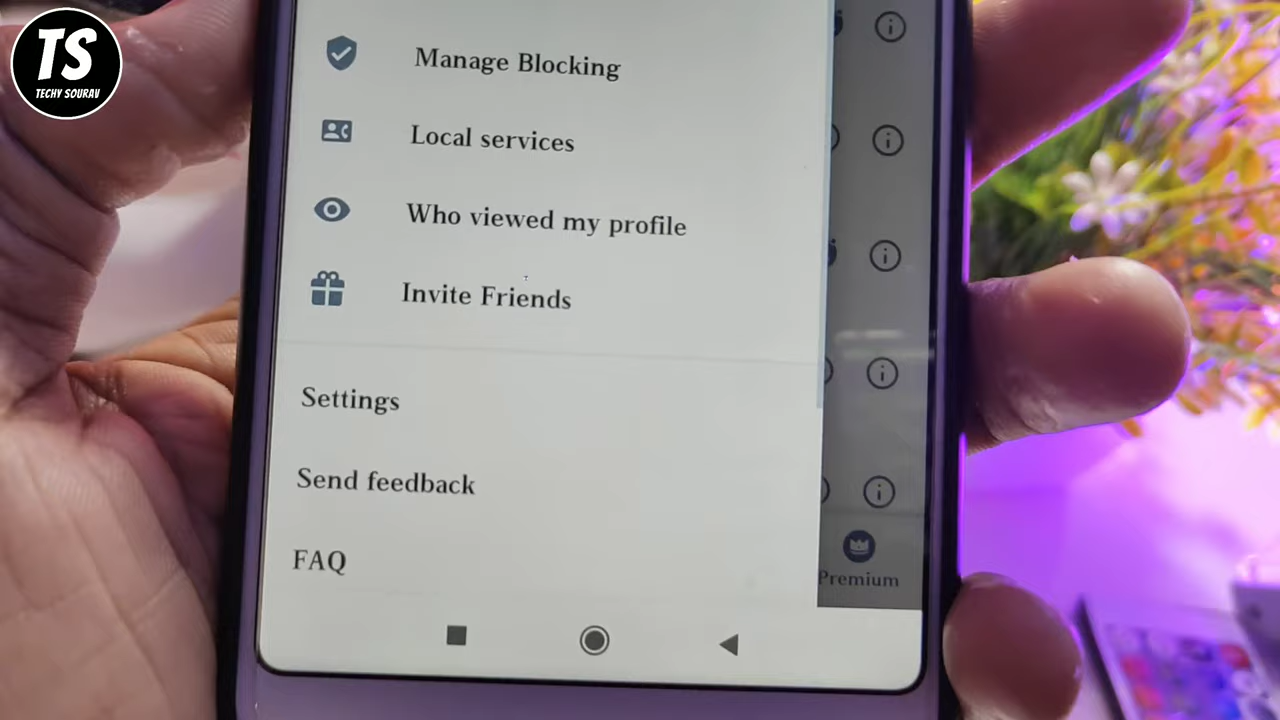 TS
TECHY SOURAV
Manage Blocking
Local services
Who viewed my profile
Invite Friends
Settings
Send feedback
FAQ
Premium